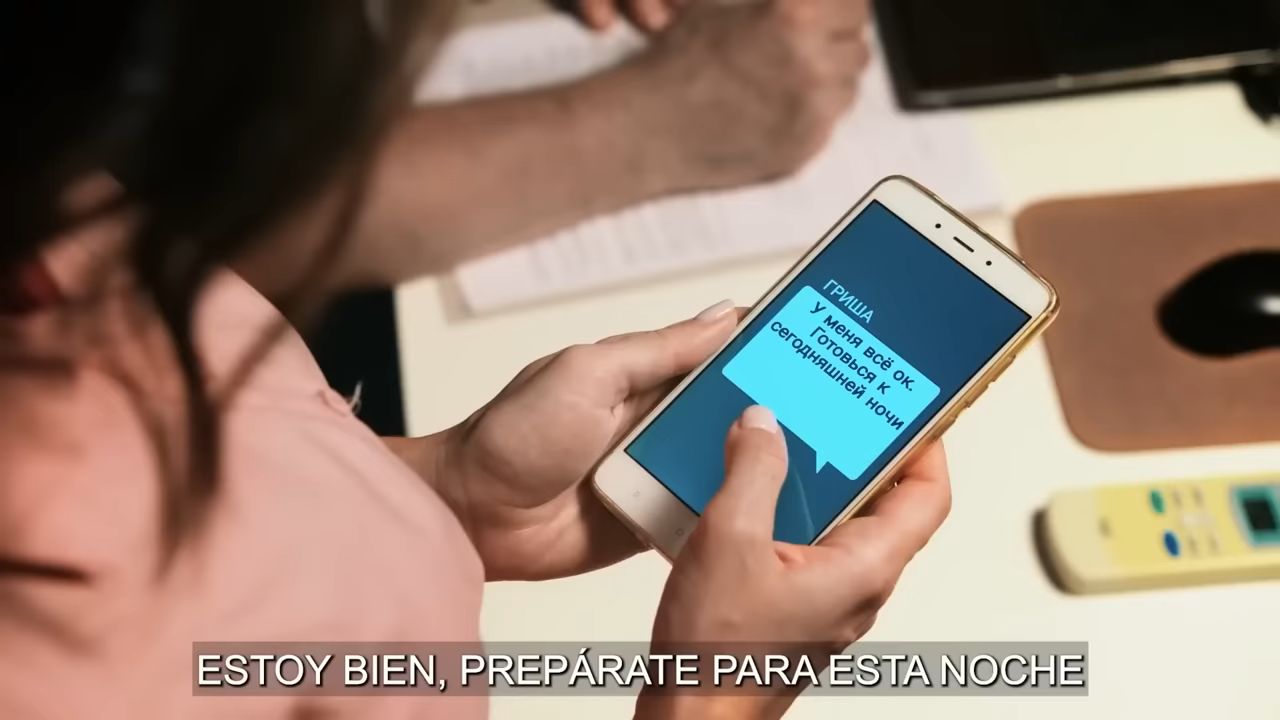 ГРИША
У меня всё ок.
Готовься к
сегодняшней ночи
ESTOY BIEN, PREPÁRATE PARA ESTA NOCHE